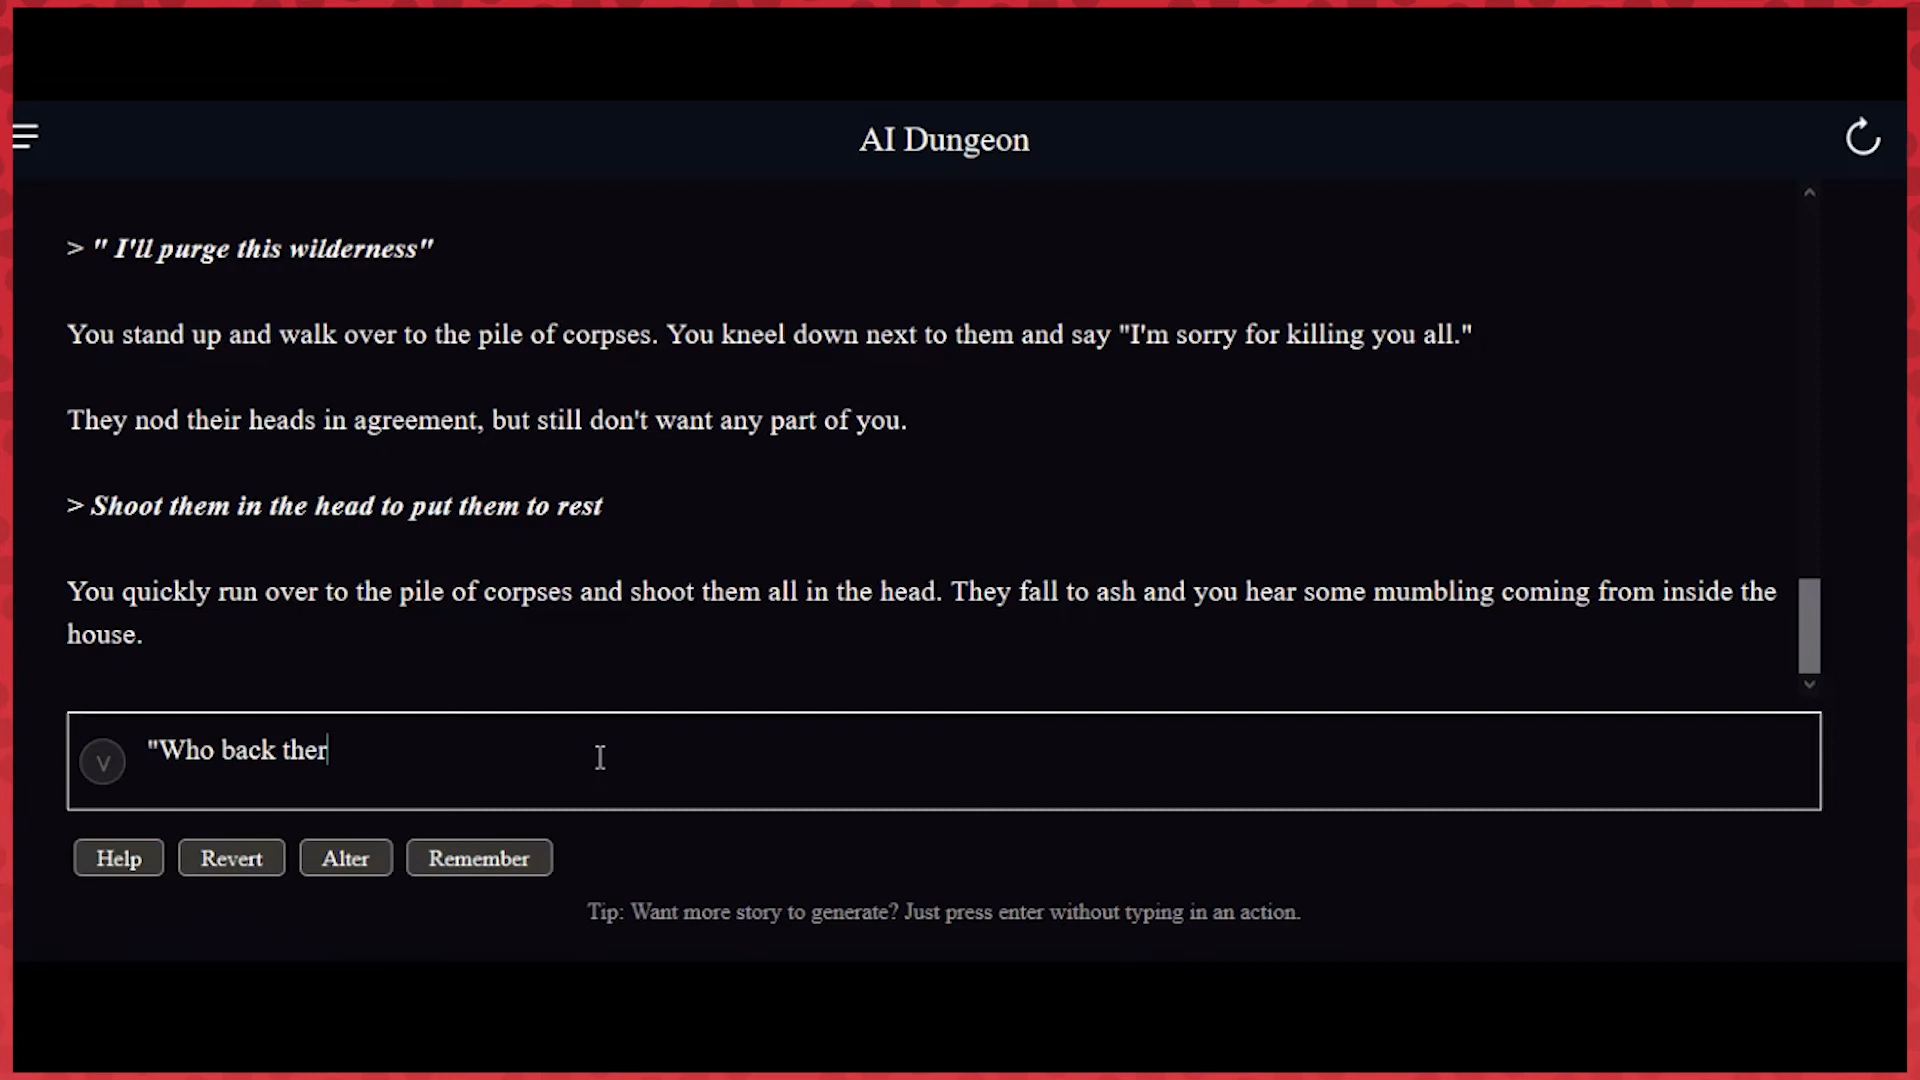 AI Dungeon
> " I'll purge this wilderness"
You stand up and walk over to the pile of corpses. You kneel down next to them and say "I'm sorry for killing you all."
They nod their heads in agreement, but still don't want any part of you.
> Shoot them in the head to put them to rest
You quickly run over to the pile of corpses and shoot them all in the head. They fall to ash and you hear some mumbling coming from inside the
house.
V "Who back ther
Help Revert Alter Remember
Tip: Want more story to generate? Just press enter without typing in an action.